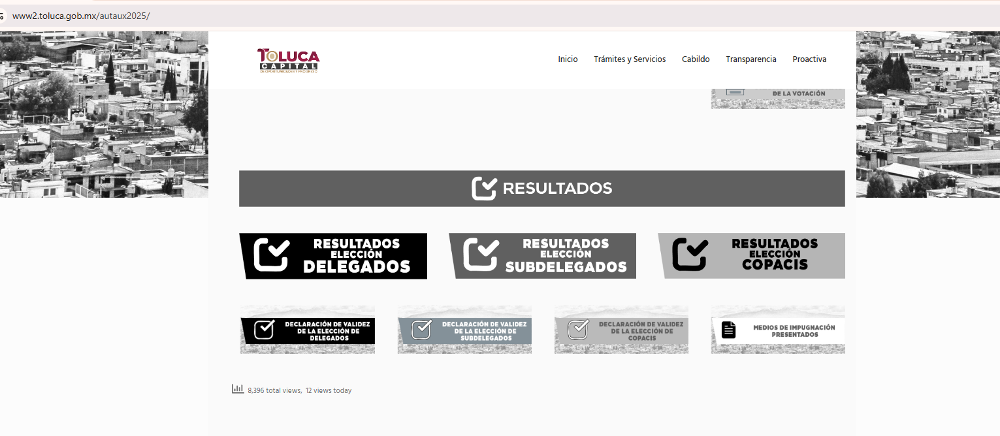 www2.toluca.gob.mx/autaux2025/
TOLUCA
CAPITAL
DE OPORTUNIDADES Y PROGRESO
Inicio
Trámites y Servicios
Cabildo
Transparencia
Proactiva
DE LA VOTACIÓN
RESULTADOS
RESULTADOS
ELECCIÓN
DELEGADOS
RESULTADOS
ELECCIÓN
SUBDELEGADOS
RESULTADOS
ELECCIÓN
COPACIS
DECLARACIÓN DE VALIDEZ
DE LA ELECCIÓN DE
DELEGADOS
DECLARACIÓN DE VALIDEZ
DE LA ELECCIÓN DE
SUBDELEGADOS
DECLARACIÓN DE VALIDEZ
DE LA ELECCIÓN DE
COPACIS
MEDIOS DE IMPUGNACIÓN
PRESENTADOS
8,396 total views, 12 views today